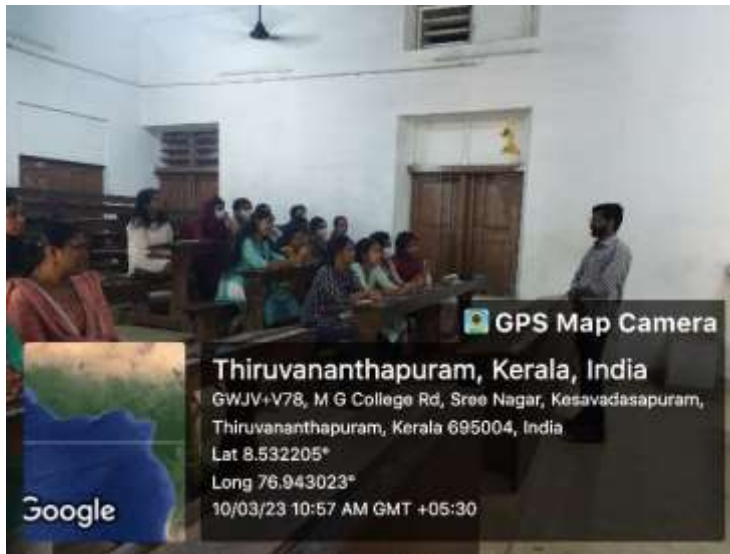 GPS Map Camera
Thiruvananthapuram, Kerala, India
GWJV+V78, M G College Rd, Sree Nagar, Kesavadasapuram,
Thiruvananthapuram, Kerala 695004, India
Lat 8.532205°
Long 76.943023°
10/03/23 10:57 AM GMT +05:30
Google